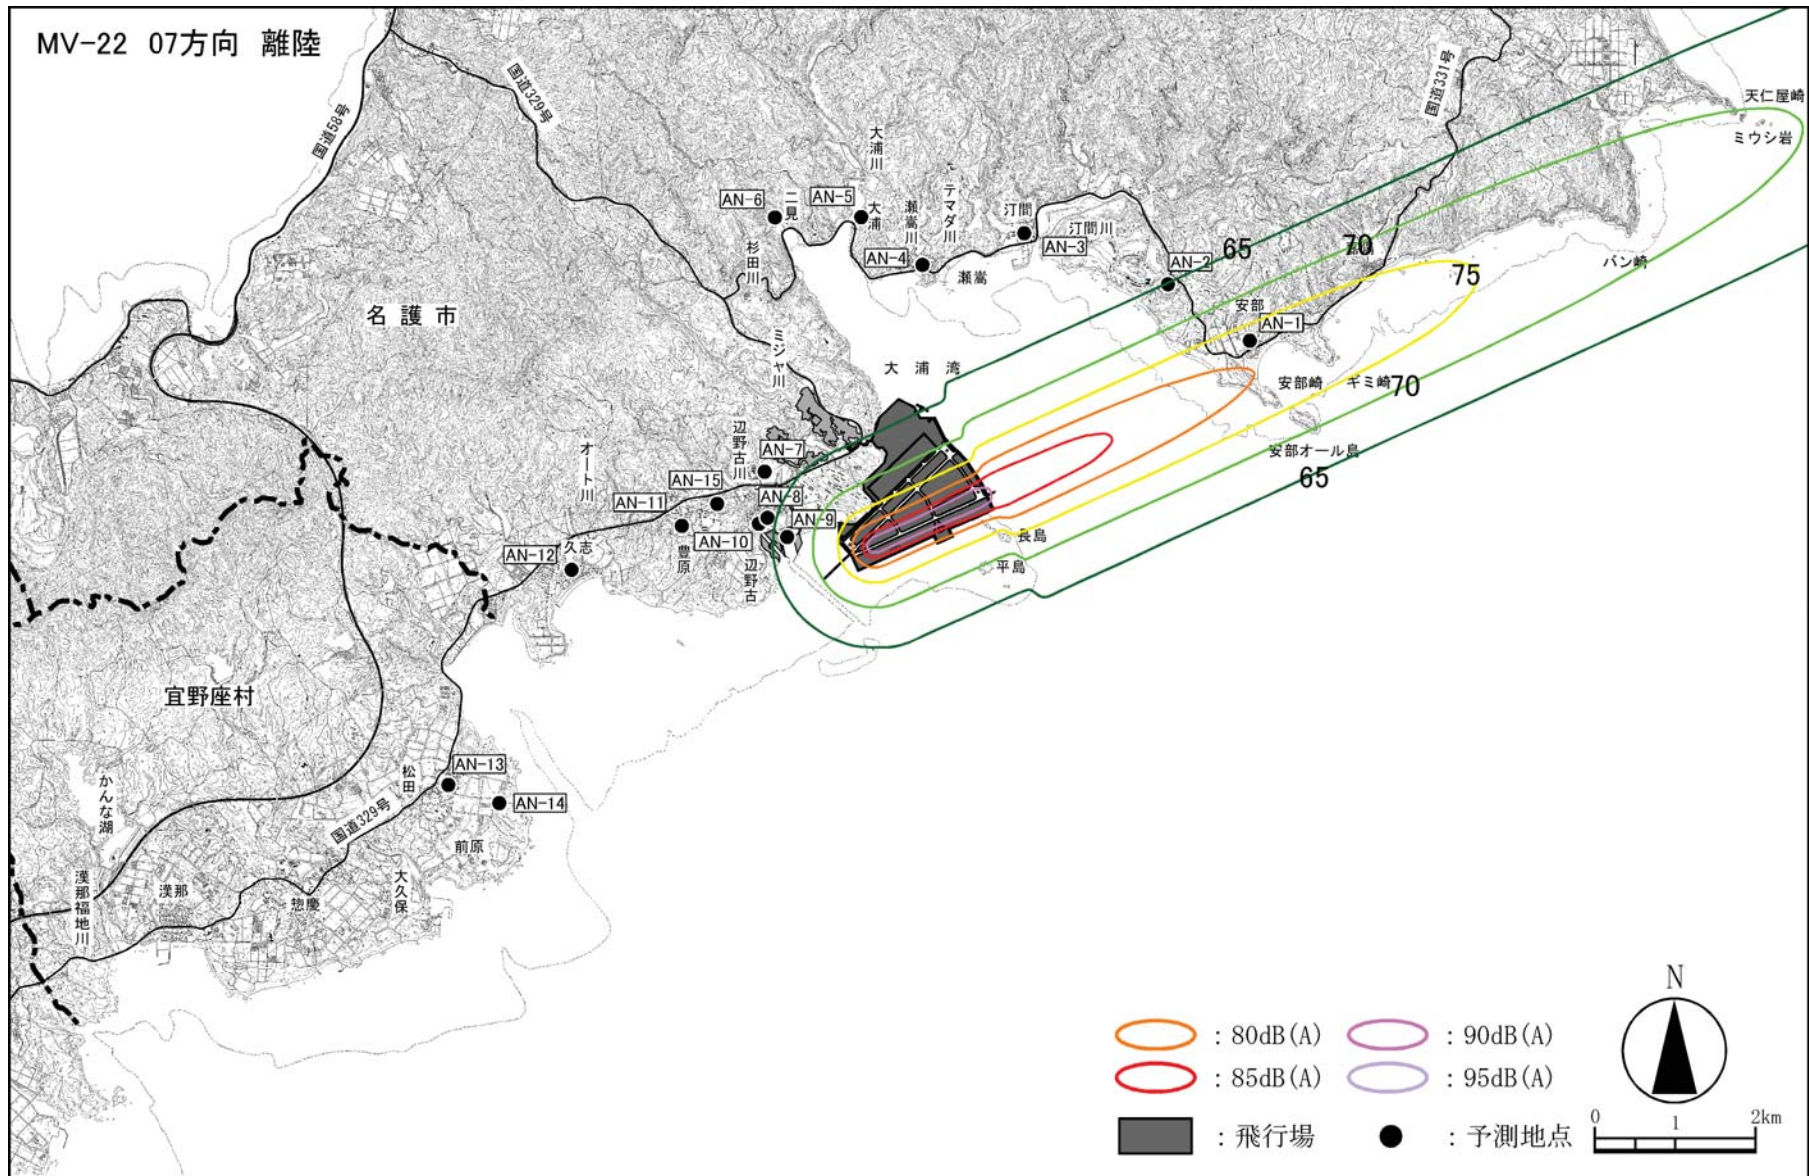 MV-22 07方向 離陸
国道58号
国道329号
国道331号
天仁屋崎
ミウシ岩
バン崎
大浦川
テマダ川
瀬嵩川
汀間
汀間川
AN-6
二見
AN-5
大浦
AN-4
瀬嵩
AN-3
AN-2
65
70
75
杉田川
安部
AN-1
名護市
ミジャ川
大浦湾
安部崎
ギミ崎
70
安部オール島
65
オート川
辺野古川
AN-7
AN-15
AN-11
AN-8
AN-9
AN-10
長島
平島
豊原
辺野古
AN-12
久志
宜野座村
かんな湖
松田
AN-13
AN-14
国道329号
前原
漢那福地川
漢那
惣慶
大久保
N
:80dB(A)
:90dB(A)
:85dB(A)
:95dB(A)
:飛行場
:予測地点
0 1 2km